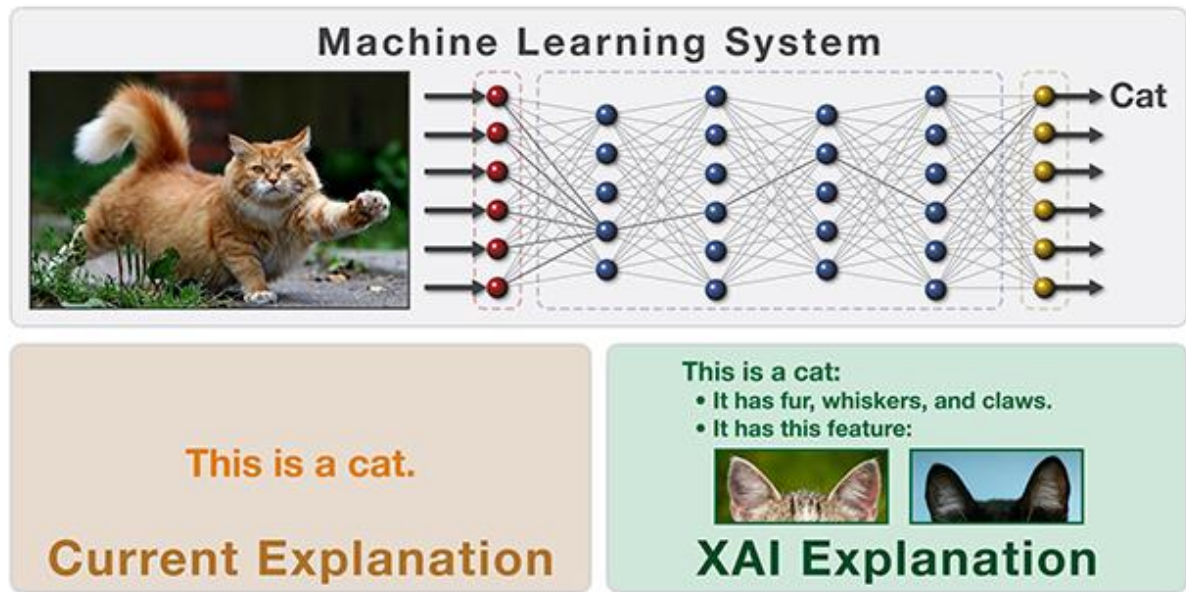 Machine Learning System
Cat
This is a cat.
Current Explanation
This is a cat:
• It has fur, whiskers, and claws.
• It has this feature:
XAI Explanation